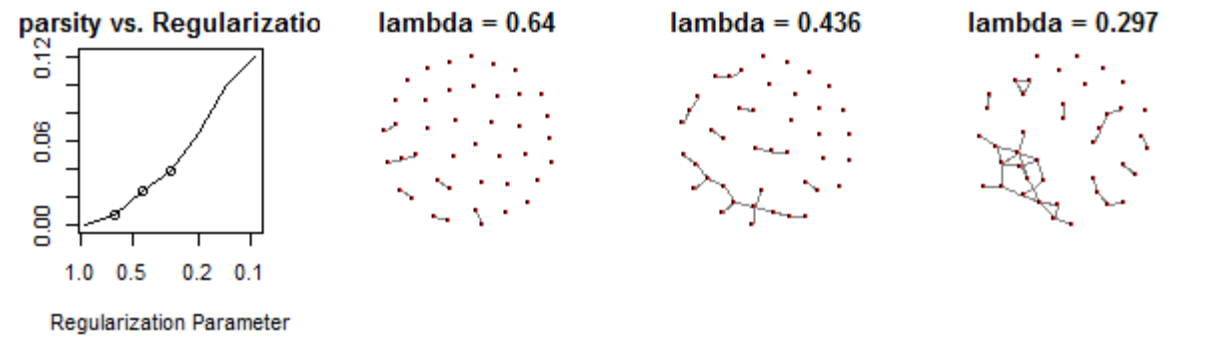 parsity vs. Regularizatio
lambda = 0.64
lambda = 0.436
lambda = 0.297
0.12
0.06
0.00
1.0 0.5 0.2 0.1
Regularization Parameter